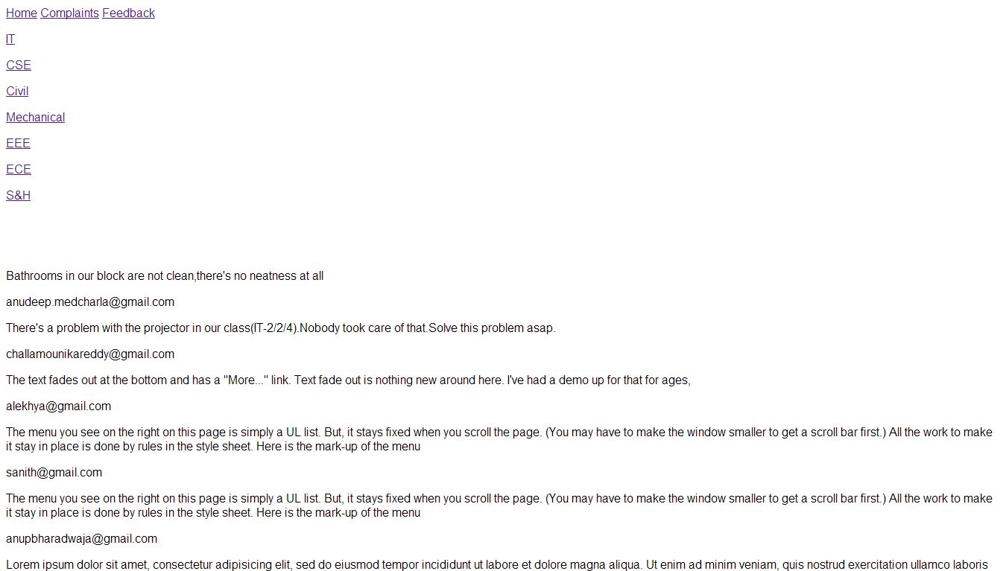 Home Complaints Feedback
IT
CSE
Civil
Mechanical
EEE
ECE
S&H
Bathrooms in our block are not clean,there's no neatness at all
anudeep.medcharla@gmail.com
There's a problem with the projector in our class(IT-2/2/4).Nobody took care of that.Solve this problem asap.
challamounikareddy@gmail.com
The text fades out at the bottom and has a "More..." link. Text fade out is nothing new around here. I've had a demo up for that for ages,
alekhya@gmail.com
The menu you see on the right on this page is simply a UL list. But, it stays fixed when you scroll the page. (You may have to make the window smaller to get a scroll bar first.) All the work to make
it stay in place is done by rules in the style sheet. Here is the mark-up of the menu
sanith@gmail.com
The menu you see on the right on this page is simply a UL list. But, it stays fixed when you scroll the page. (You may have to make the window smaller to get a scroll bar first.) All the work to make
it stay in place is done by rules in the style sheet. Here is the mark-up of the menu
anupbharadwaja@gmail.com
Lorem ipsum dolor sit amet, consectetur adipisicing elit, sed do eiusmod tempor incididunt ut labore et dolore magna aliqua. Ut enim ad minim veniam, quis nostrud exercitation ullamco laboris